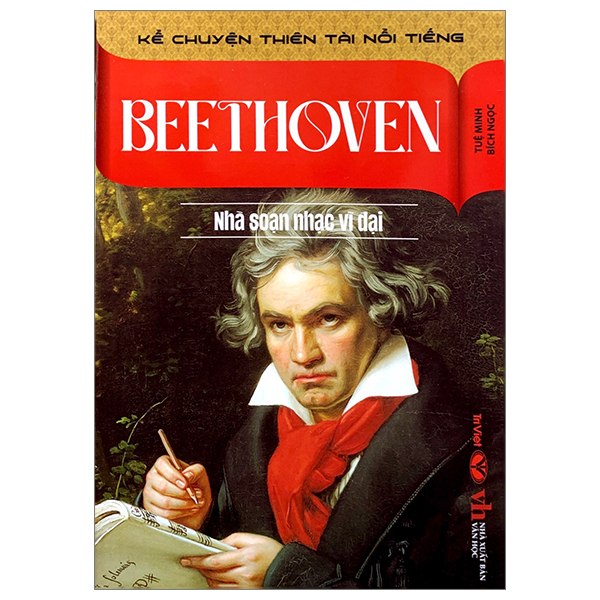 KỂ CHUYỆN THIÊN TÀI NỔI TIẾNG
BEETHOVEN
TUỆ MINH
BÍCH NGỌC
Nhà soạn nhạc vĩ đại
TriViet
vh
NHÀ XUẤT BẢN
VĂN HỌC
D#